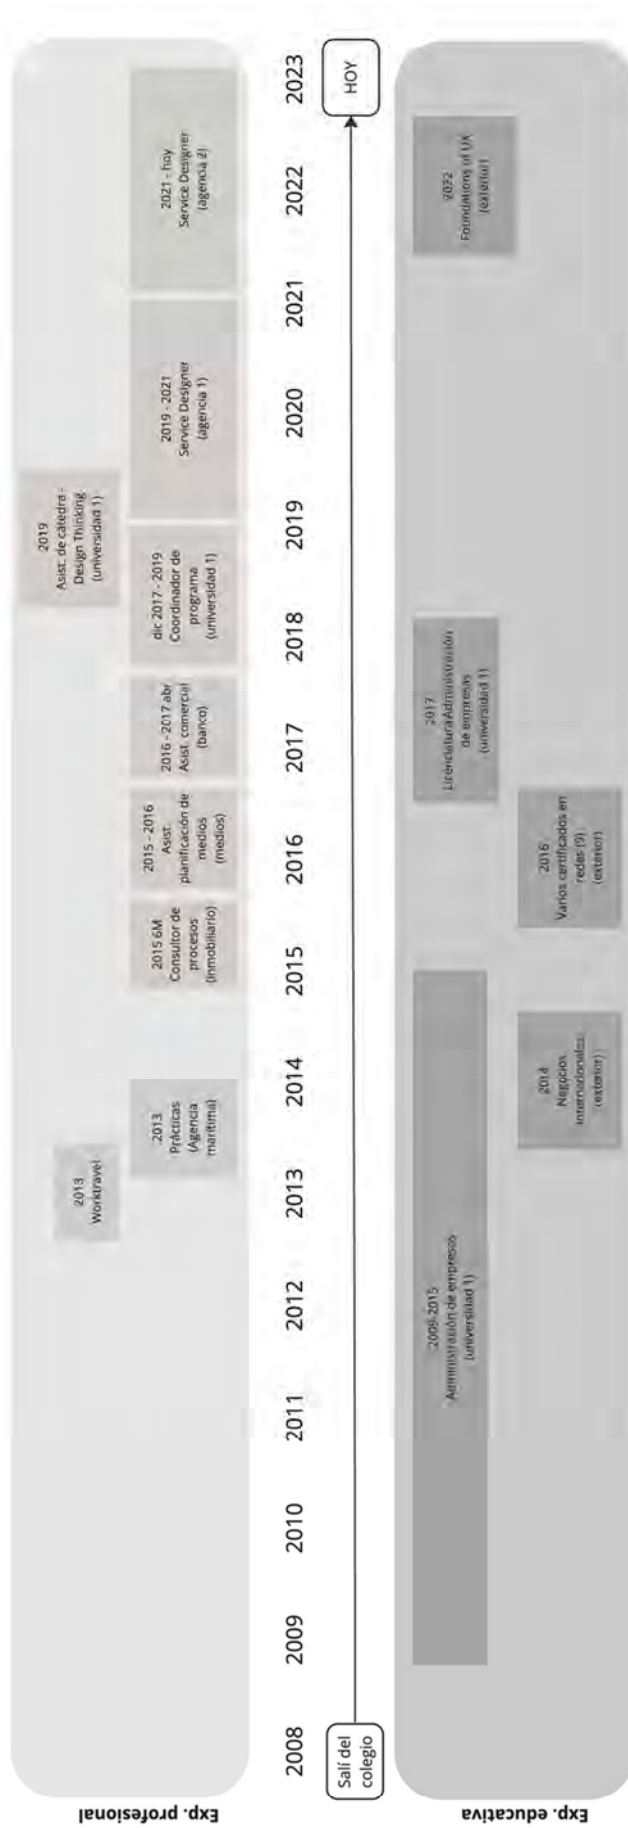 Exp. profesional
2013
Worktravel
2019
Asist. de cátedra -
Design Thinking
(universidad 1)
2013
Prácticas
(Agencia
marítima)
2015 6M
Consultor de
procesos
(Inmobiliario)
2015 - 2016
Asist.
planificación de
medios
(medios)
2016 - 2017 abr
Asist. comercial
(banco)
dic 2017 - 2019
Coordinador de
programa
(universidad 1)
2019 - 2021
Service Designer
(agencia 1)
2021 - hoy
Service Designer
(agencia 2)
2008 2009 2010 2011 2012 2013 2014 2015 2016 2017 2018 2019 2020 2021 2022 2023
Salí del
colegio
HOY
Exp. educativa
2009-2015
Administración de empresas
(universidad 1)
2017
Licenciatura Administración
de empresas
(universidad 1)
2022
Foundations of UX
(exterior)
2014
Negocios
internacionales
(exterior)
2016
Varios certificados en
redes (9)
(exterior)